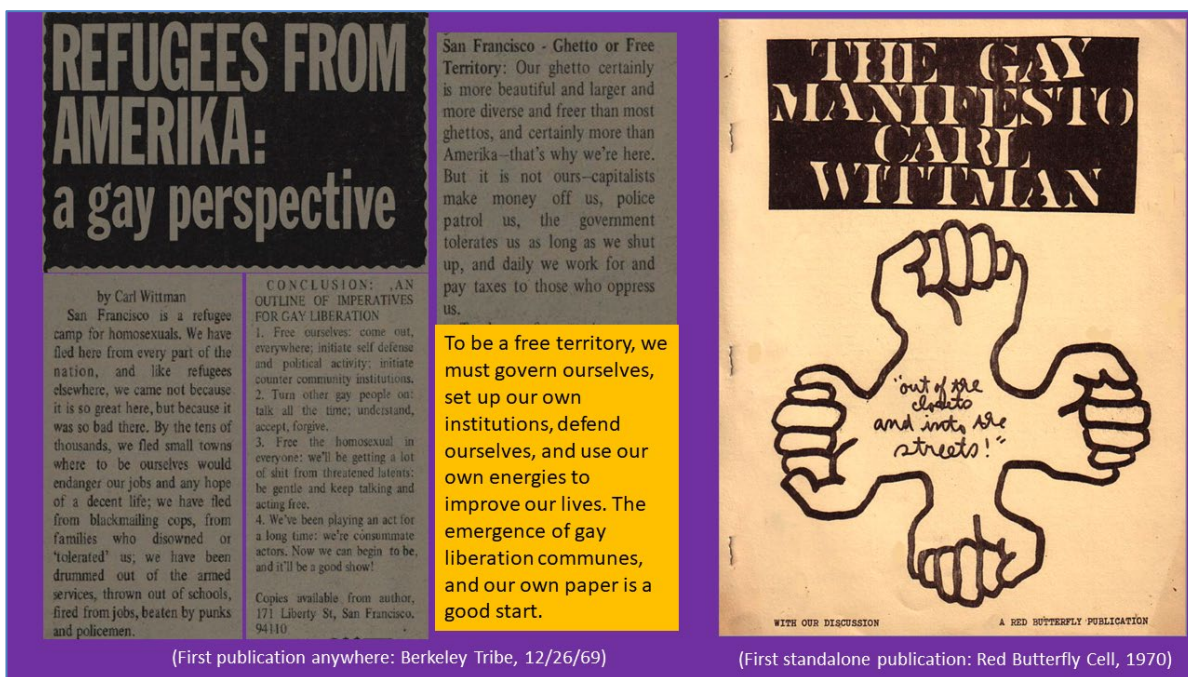 REFUGEES FROM
AMERIKA:
a gay perspective
by Carl Wittman
San Francisco is a refugee
camp for homosexuals. We have
fled here from every part of the
nation, and like refugees
elsewhere, we came not because
it is so great here, but because it
was so bad there. By the tens of
thousands, we fled small towns
where to be ourselves would
endanger our jobs and any hope
of a decent life; we have fled
from blackmailing cops, from
families who disowned or
'tolerated' us; we have been
drummed out of the armed
services, thrown out of schools,
fired from jobs, beaten by punks
and policemen.
CONCLUSION: ,AN
OUTLINE OF IMPERATIVES
FOR GAY LIBERATION
1. Free ourselves: come out,
everywhere; initiate self defense
and political activity; initiate
counter community institutions.
2. Turn other gay people on:
talk all the time; understand,
accept, forgive.
3. Free the homosexual in
everyone: we'll be getting a lot
of shit from threatened latents:
be gentle and keep talking and
acting free.
4. We've been playing an act for
a long time: we're consummate
actors. Now we can begin to be,
and it'll be a good show!
Copies available from author,
171 Liberty St, San Francisco,
94110
San Francisco - Ghetto or Free
Territory: Our ghetto certainly
is more beautiful and larger and
more diverse and freer than most
ghettos, and certainly more than
Amerika—that's why we're here.
But it is not ours—capitalists
make money off us, police
patrol us, the government
tolerates us as long as we shut
up, and daily we work for and
pay taxes to those who oppress
us.
To be a free territory, we
must govern ourselves,
set up our own
institutions, defend
ourselves, and use our
own energies to
improve our lives. The
emergence of gay
liberation communes,
and our own paper is a
good start.
(First publication anywhere: Berkeley Tribe, 12/26/69)
THE GAY
MANIFESTO
CARL
WITTMAN
"out of the
closets
and into the
streets!"
WITH OUR DISCUSSION
A RED BUTTERFLY PUBLICATION
(First standalone publication: Red Butterfly Cell, 1970)